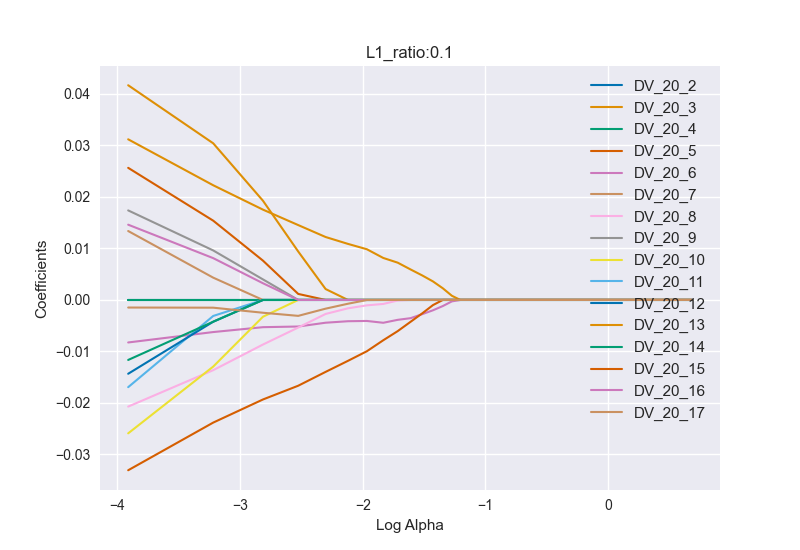 L1_ratio:0.1
0.04
0.03
0.02
0.01
0.00
−0.01
−0.02
−0.03
Coefficients
DV_20_2
DV_20_3
DV_20_4
DV_20_5
DV_20_6
DV_20_7
DV_20_8
DV_20_9
DV_20_10
DV_20_11
DV_20_12
DV_20_13
DV_20_14
DV_20_15
DV_20_16
DV_20_17
−4 −3 −2 −1 0
Log Alpha